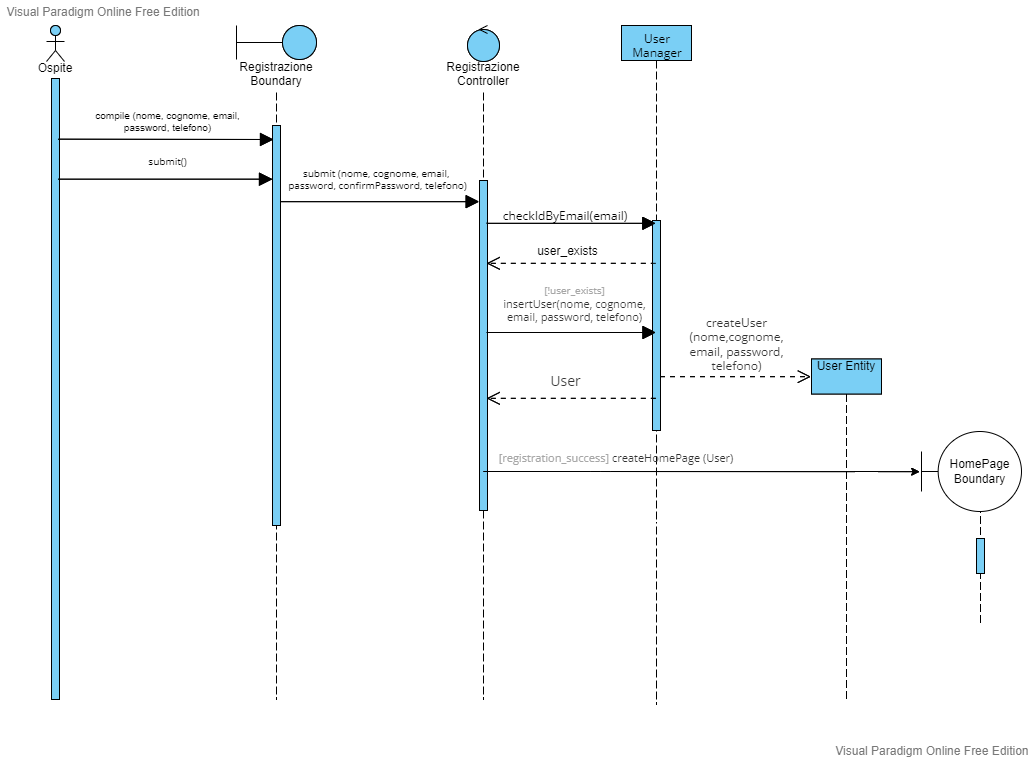 Visual Paradigm Online Free Edition
Ospite
Registrazione
Boundary
Registrazione
Controller
User
Manager
compile (nome, cognome, email,
password, telefono)
submit()
submit (nome, cognome, email,
password, confirmPassword, telefono)
checkIdByEmail(email)
user_exists
[!user_exists]
insertUser(nome, cognome,
email, password, telefono)
createUser
(nome,cognome,
email, password,
telefono)
User Entity
User
[registration_success] createHomePage (User)
HomePage
Boundary
Visual Paradigm Online Free Edition